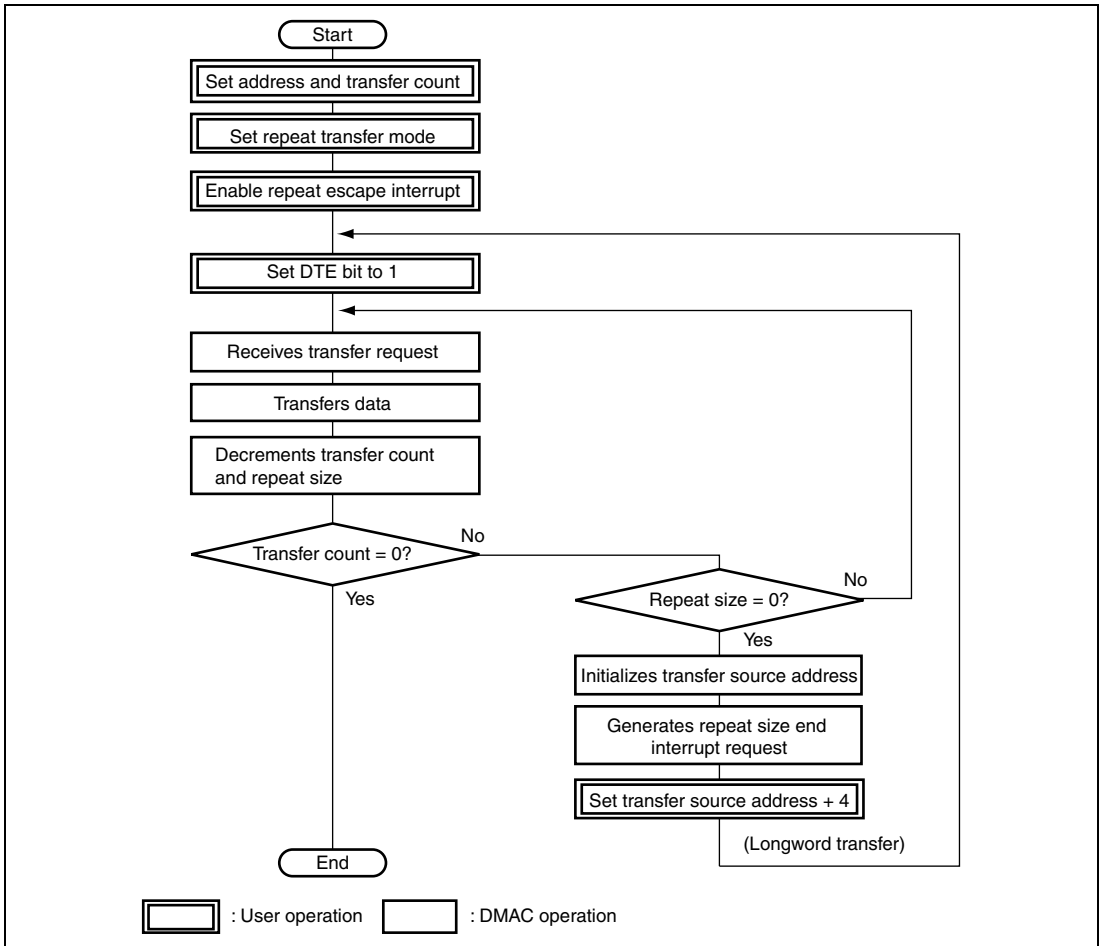 Start
Set address and transfer count
Set repeat transfer mode
Enable repeat escape interrupt
Set DTE bit to 1
Receives transfer request
Transfers data
Decrements transfer count
and repeat size
Transfer count = 0?
No
Yes
Repeat size = 0?
No
Yes
Initializes transfer source address
Generates repeat size end
interrupt request
Set transfer source address + 4
(Longword transfer)
End
: User operation
: DMAC operation